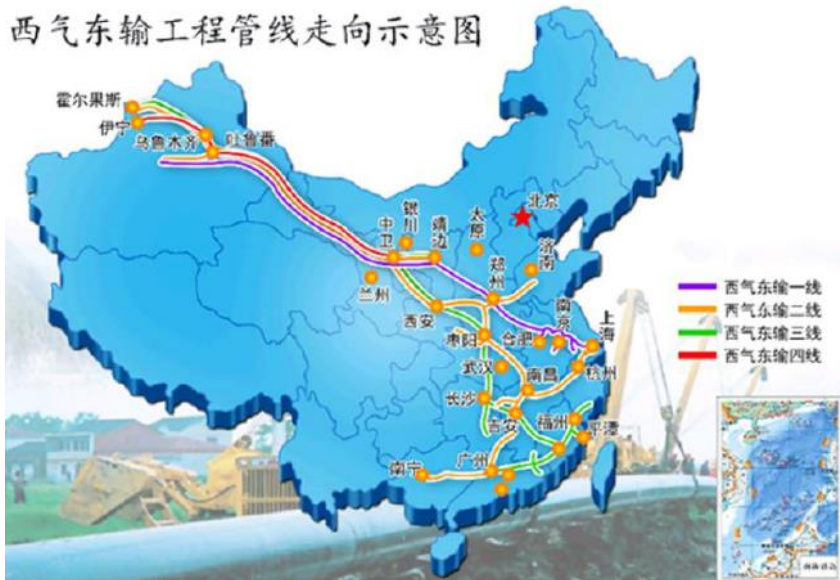 西气东输工程管线走向示意图
霍尔果斯
伊宁
乌鲁木齐
吐鲁番
北京
太原
银川
靖边
中卫
济南
郑州
兰州
西安
南京
上海
合肥
枣阳
武汉
杭州
南昌
长沙
吉安
福州
平潭
广州
南宁
西气东输一线
西气东输二线
西气东输三线
西气东输四线